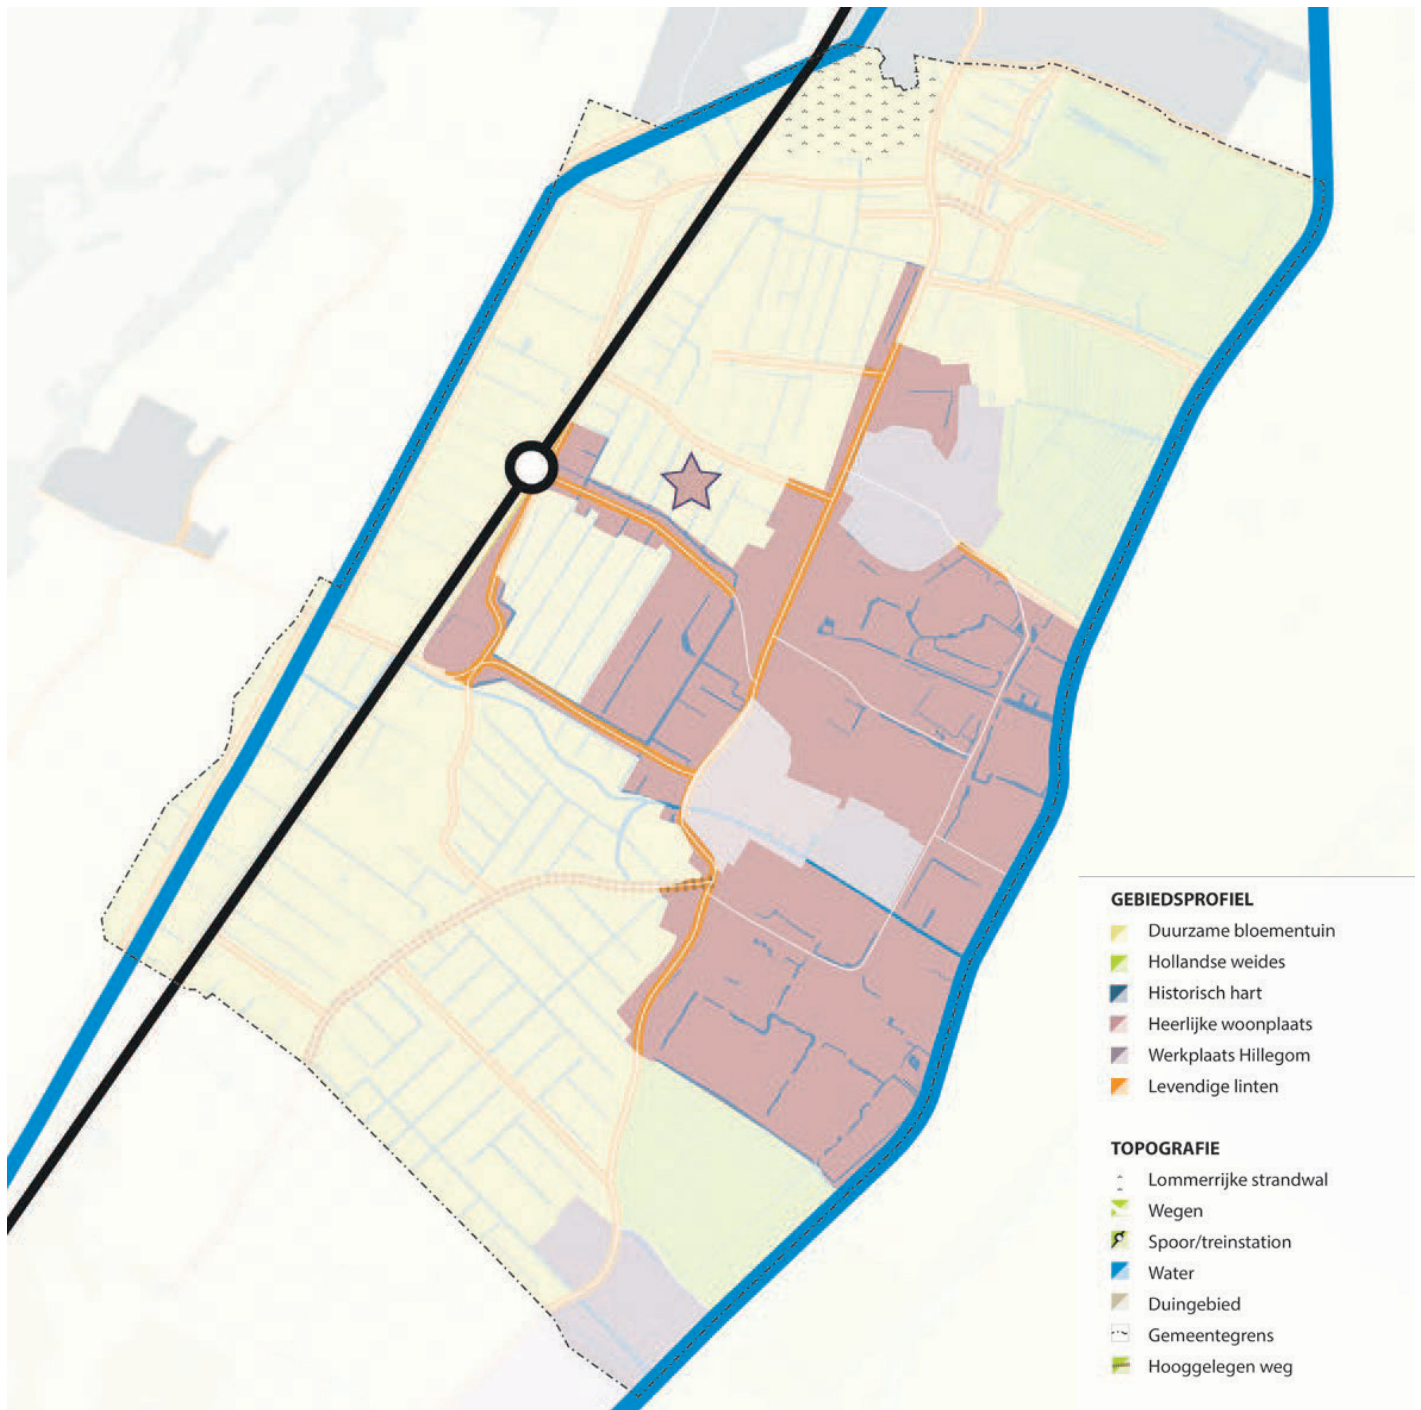 GEBIEDSPROFIEL
Duurzame bloementuin
Hollandse weides
Historisch hart
Heerlijke woonplaats
Werkplaats Hillegom
Levendige linten
TOPOGRAFIE
Lommerrijke strandwal
Wegen
Spoor/treinstation
Water
Duingebied
Gemeentegrens
Hooggelegen weg